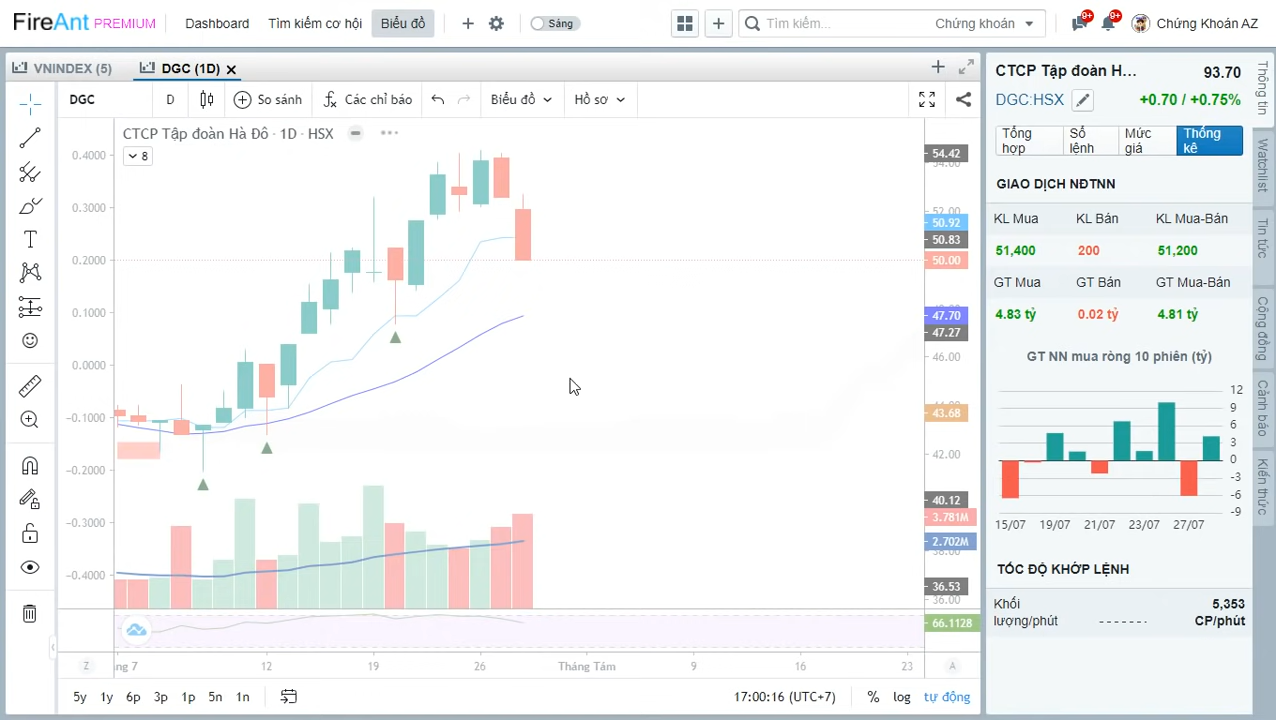 FireAnt PREMIUM Dashboard Tìm kiếm cơ hội Biểu đồ Sáng Tìm kiếm... Chứng khoán 9+ 9+ Chứng Khoán AZ
VNINDEX (5) DGC (1D)
DGC D So sánh Các chỉ báo Biểu đồ Hồ sơ
CTCP Tập đoàn Hà Đô · 1D · HSX
8
0.4000
0.3000
0.2000
0.1000
0.0000
-0.1000
-0.2000
-0.3000
-0.4000
54.42
54.00
52.00
50.92
50.83
50.00
47.70
47.27
46.00
43.68
42.00
40.12
3.781M
2.702M
38.00
36.53
36.00
66.1128
Z
12 19 26 Tháng Tám 9 16 23 A
5y 1y 6p 3p 1p 5n 1n 17:00:16 (UTC+7) % log tự động
CTCP Tập đoàn H... 93.70
DGC:HSX +0.70 / +0.75%
Tổng hợp
Số lệnh
Mức giá
Thống kê
GIAO DỊCH NĐTNN
KL Mua KL Bán KL Mua-Bán
51,400 200 51,200
GT Mua GT Bán GT Mua-Bán
4.83 tỷ 0.02 tỷ 4.81 tỷ
GT NN mua ròng 10 phiên (tỷ)
12
9
6
3
0
-3
-6
-9
15/07 19/07 21/07 23/07 27/07
TỐC ĐỘ KHỚP LỆNH
Khối lượng/phút
5,353 CP/phút
Thông tin
Watchlist
Tin tức
Cộng đồng
Cảnh báo
Kiến thức